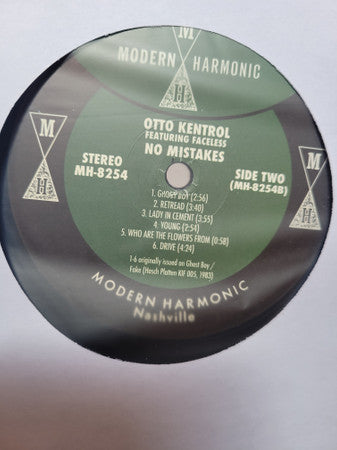 M
MODERN HARMONIC
H
OTTO KENTROL
FEATURING FACELESS
NO MISTAKES
M
H
STEREO
MH-8254
SIDE TWO
(MH-8254B)
M
H
1. GHOST BOY (2:56)
2. RETREAD (3:40)
3. LADY IN CEMENT (3:55)
4. YOUNG (2:54)
5. WHO ARE THE FLOWERS FROM (0:58)
6. DRIVE (4:24)
1-6 originally issued on Ghost Boy /
Fake (Hesch Platten KIF 005, 1983)
MODERN HARMONIC
Nashville